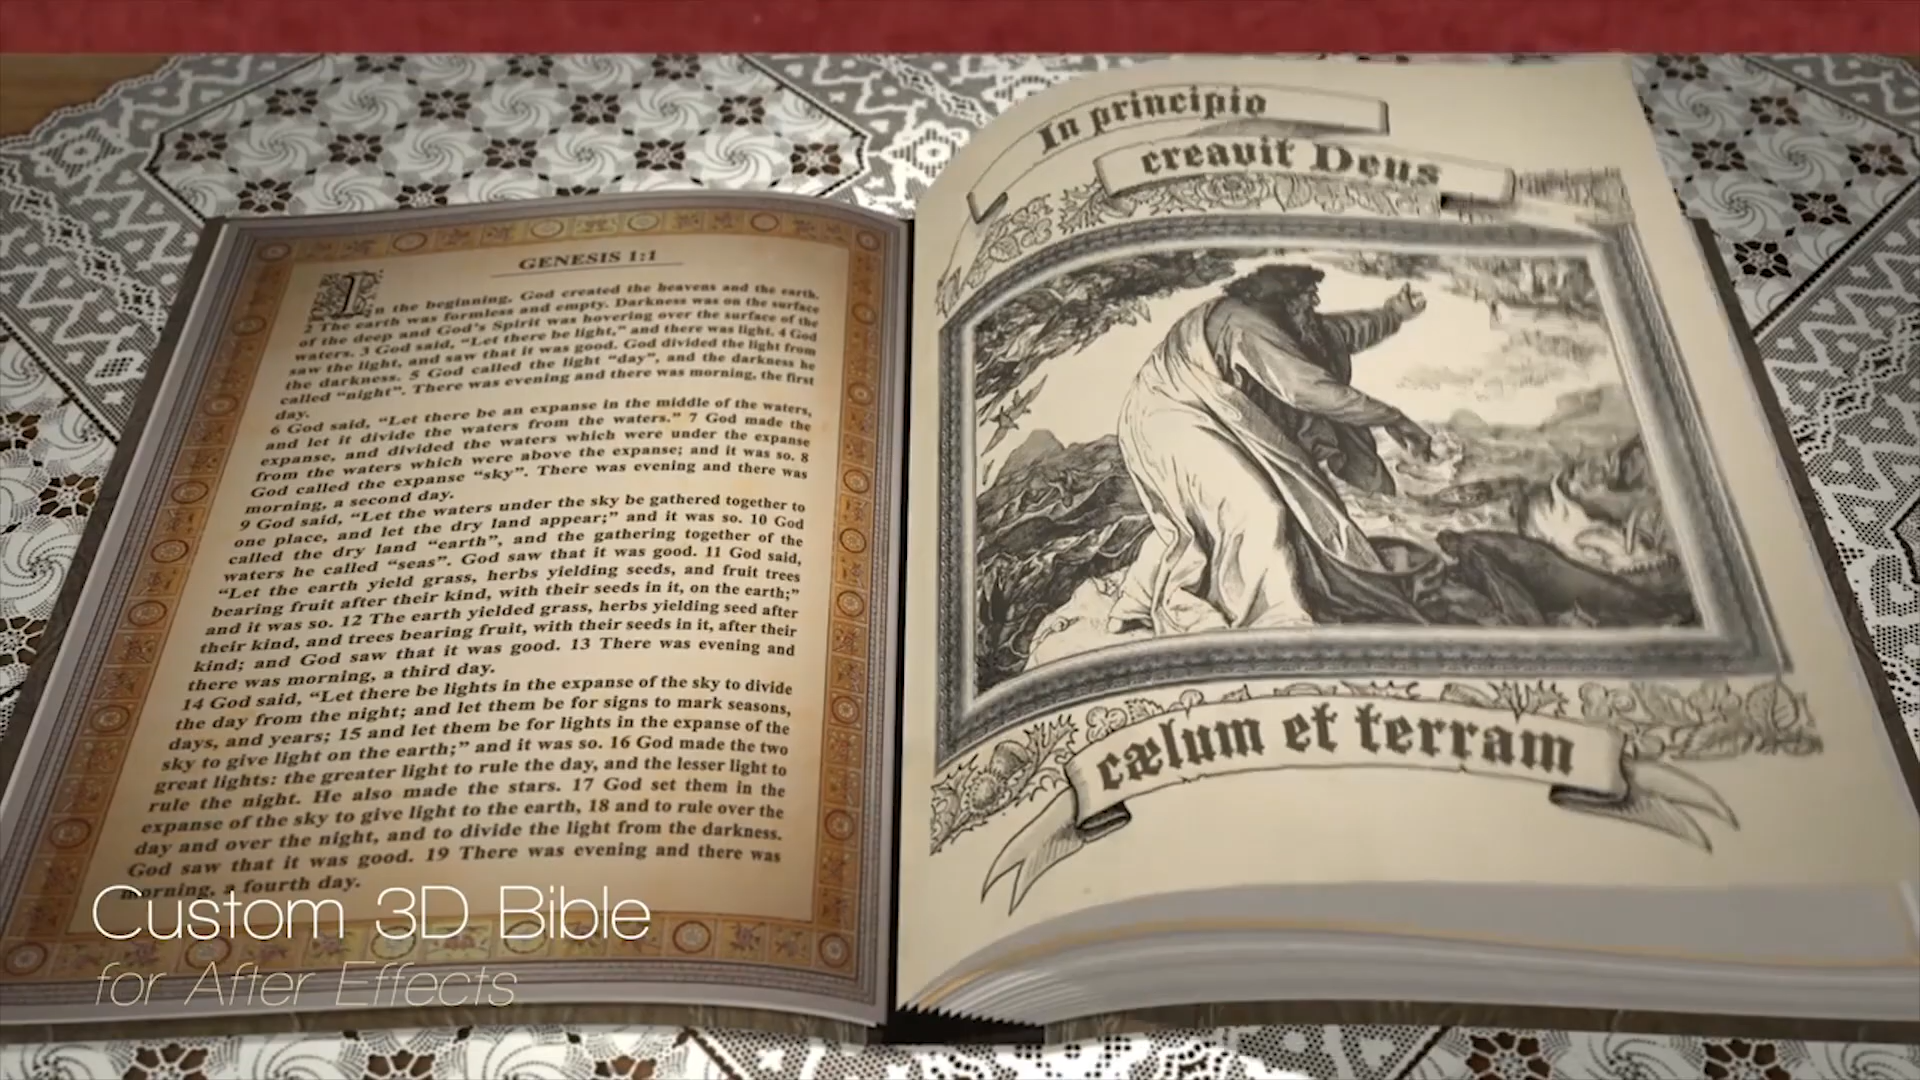 GENESIS 1:1
In the beginning, God created the heavens and the earth.
2 The earth was formless and empty. Darkness was on the surface
of the deep and God's Spirit was hovering over the surface of the
waters. 3 God said, “Let there be light,” and there was light. 4 God
saw the light, and saw that it was good. God divided the light from
the darkness. 5 God called the light “day”, and the darkness he
called “night”. There was evening and there was morning, the first
day.
6 God said, “Let there be an expanse in the middle of the waters,
and let it divide the waters from the waters.” 7 God made the
expanse, and divided the waters which were under the expanse
from the waters which were above the expanse; and it was so. 8
God called the expanse “sky”. There was evening and there was
morning, a second day.
9 God said, “Let the waters under the sky be gathered together to
one place, and let the dry land appear;” and it was so. 10 God
called the dry land “earth”, and the gathering together of the
waters he called “seas”. God saw that it was good. 11 God said,
“Let the earth yield grass, herbs yielding seeds, and fruit trees
bearing fruit after their kind, with their seeds in it, on the earth;”
and it was so. 12 The earth yielded grass, herbs yielding seed after
their kind, and trees bearing fruit, with their seeds in it, after their
kind; and God saw that it was good. 13 There was evening and
there was morning, a third day.
14 God said, “Let there be lights in the expanse of the sky to divide
the day from the night; and let them be for signs to mark seasons,
days, and years; 15 and let them be for lights in the expanse of the
sky to give light on the earth;” and it was so. 16 God made the two
great lights: the greater light to rule the day, and the lesser light to
rule the night. He also made the stars. 17 God set them in the
expanse of the sky to give light to the earth, 18 and to rule over the
day and over the night, and to divide the light from the darkness.
God saw that it was good. 19 There was evening and there was
morning, a fourth day.
In principio
creavit Deus
cælum et terram
Custom 3D Bible
for After Effects